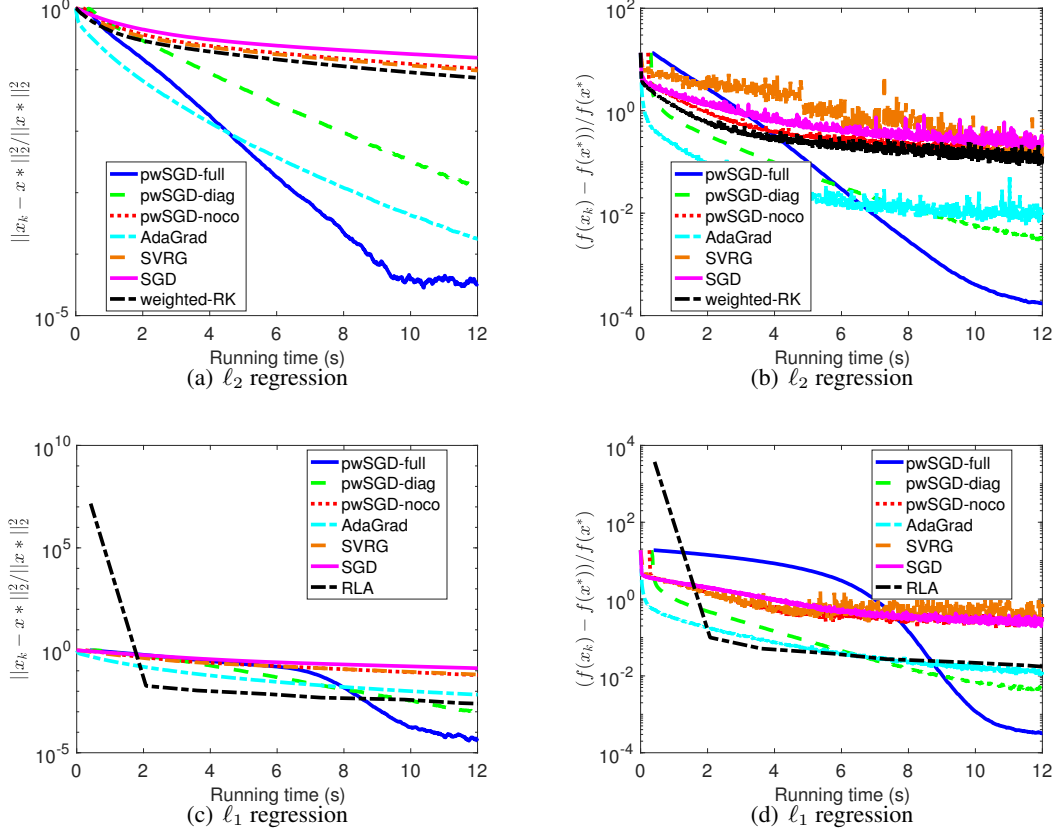 10^0
10^-5
||x_k − x*||_2^2/||x*||_2^2
pwSGD-full
pwSGD-diag
pwSGD-noco
AdaGrad
SVRG
SGD
weighted-RK
0 2 4 6 8 10 12
Running time (s)
(a) ℓ_2 regression
10^2
10^0
10^-2
10^-4
(f(x_k) − f(x*))/f(x*)
pwSGD-full
pwSGD-diag
pwSGD-noco
AdaGrad
SVRG
SGD
weighted-RK
0 2 4 6 8 10 12
Running time (s)
(b) ℓ_2 regression
10^10
10^5
10^0
10^-5
||x_k − x*||_2^2/||x*||_2^2
pwSGD-full
pwSGD-diag
pwSGD-noco
AdaGrad
SVRG
SGD
RLA
0 2 4 6 8 10 12
Running time (s)
(c) ℓ_1 regression
10^4
10^2
10^0
10^-2
10^-4
(f(x_k) − f(x*))/f(x*)
pwSGD-full
pwSGD-diag
pwSGD-noco
AdaGrad
SVRG
SGD
RLA
0 2 4 6 8 10 12
Running time (s)
(d) ℓ_1 regression